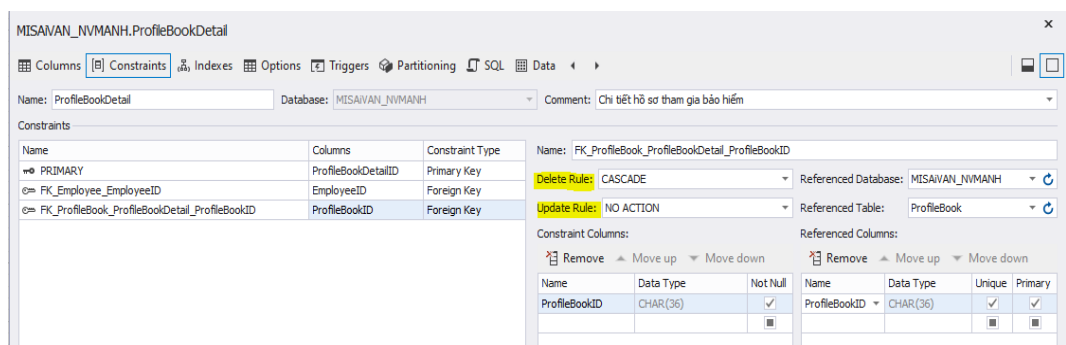 MISAiVAN_NVMANH.ProfileBookDetail
Columns Constraints Indexes Options Triggers Partitioning SQL Data
Name: ProfileBookDetail Database: MISAiVAN_NVMANH Comment: Chi tiết hồ sơ tham gia bảo hiểm
Constraints
Name Columns Constraint Type
PRIMARY ProfileBookDetailID Primary Key
FK_Employee_EmployeeID EmployeeID Foreign Key
FK_ProfileBook_ProfileBookDetail_ProfileBookID ProfileBookID Foreign Key
Name: FK_ProfileBook_ProfileBookDetail_ProfileBookID
Delete Rule: CASCADE Referenced Database: MISAiVAN_NVMANH
Update Rule: NO ACTION Referenced Table: ProfileBook
Constraint Columns: Referenced Columns:
Remove Move up Move down Remove Move up Move down
Name Data Type Not Null Name Data Type Unique Primary
ProfileBookID CHAR(36) ProfileBookID CHAR(36)